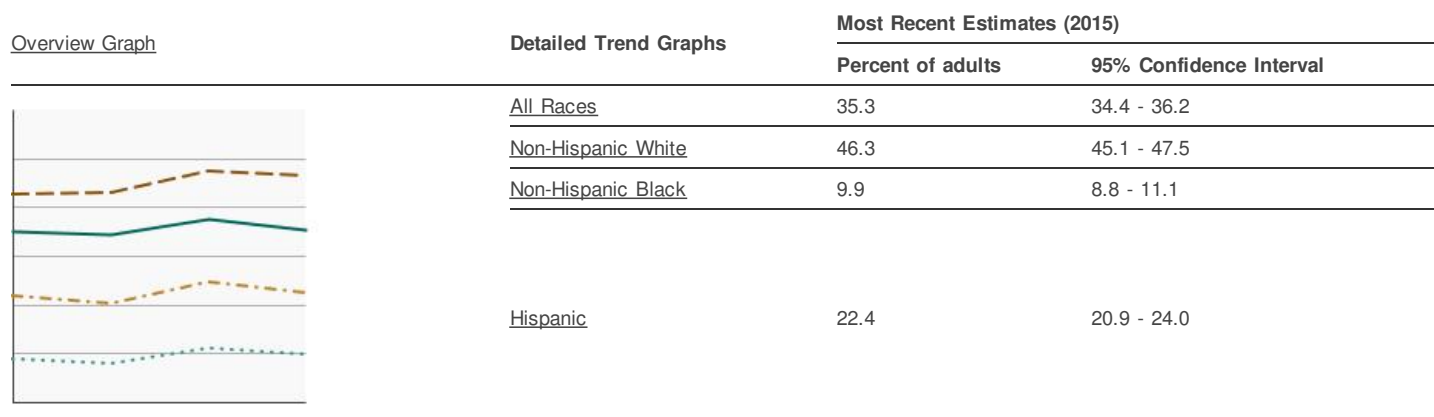 Most Recent Estimates (2015)
Overview Graph Detailed Trend Graphs
Percent of adults 95% Confidence Interval
All Races 35.3 34.4 - 36.2
Non-Hispanic White 46.3 45.1 - 47.5
Non-Hispanic Black 9.9 8.8 - 11.1
Hispanic 22.4 20.9 - 24.0